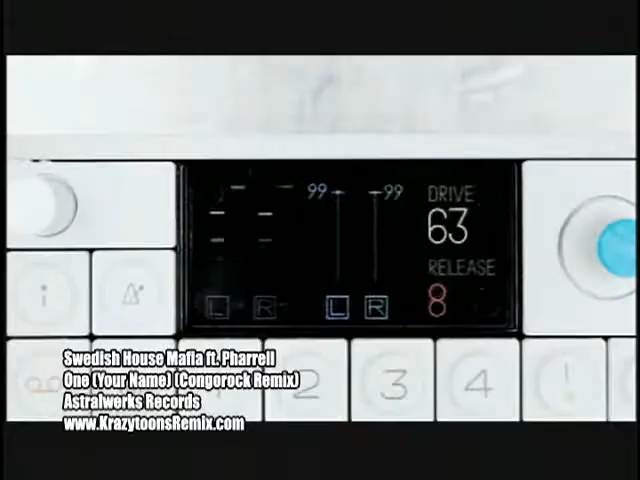 99 99 DRIVE
63
RELEASE
L R L R 8
i
Swedish House Mafia ft. Pharrell
One (Your Name) (Congorock Remix)
Astralwerks Records
www.KrazytoonsRemix.com
1 2 3 4 !